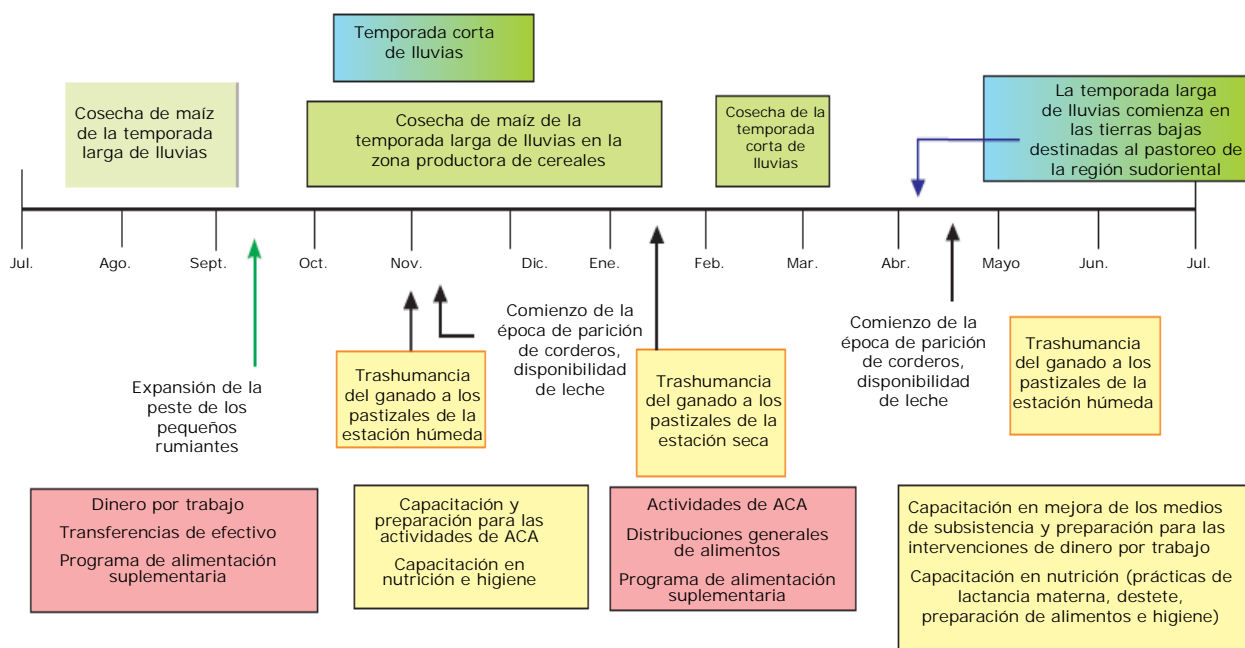 Temporada corta
de lluvias
Cosecha de maíz
de la temporada
larga de lluvias
Cosecha de maíz de la
temporada larga de lluvias en la
zona productora de cereales
Cosecha de la
temporada
corta de
lluvias
La temporada larga
de lluvias comienza en
las tierras bajas
destinadas al pastoreo de
la región sudoriental
Jul.
Ago.
Sept.
Oct.
Nov.
Dic.
Ene.
Feb.
Mar.
Abr.
Mayo
Jun.
Jul.
Expansión de la
peste de los
pequeños
rumiantes
Trashumancia
del ganado a los
pastizales de la
estación húmeda
Comienzo de la
época de parición
de corderos,
disponibilidad
de leche
Trashumancia
del ganado a los
pastizales de la
estación seca
Comienzo de la
época de parición
de corderos,
disponibilidad
de leche
Trashumancia
del ganado a los
pastizales de la
estación húmeda
Dinero por trabajo
Transferencias de efectivo
Programa de alimentación
suplementaria
Capacitación y
preparación para las
actividades de ACA
Capacitación en
nutrición e higiene
Actividades de ACA
Distribuciones generales
de alimentos
Programa de alimentación
suplementaria
Capacitación en mejora de los medios
de subsistencia y preparación para las
intervenciones de dinero por trabajo
Capacitación en nutrición (prácticas de
lactancia materna, destete,
preparación de alimentos e higiene)